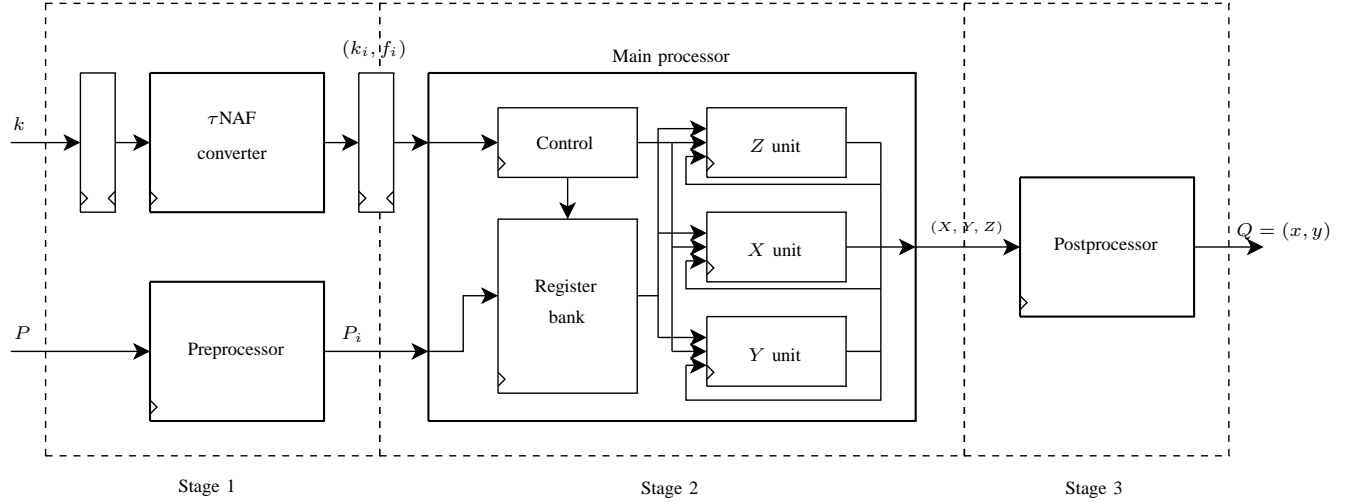 (k_i, f_i)
Main processor
k
τNAF
converter
Control
Z unit
X unit
(X, Y, Z)
Postprocessor
Q = (x, y)
Register
bank
P
Preprocessor
P_i
Y unit
Stage 1
Stage 2
Stage 3